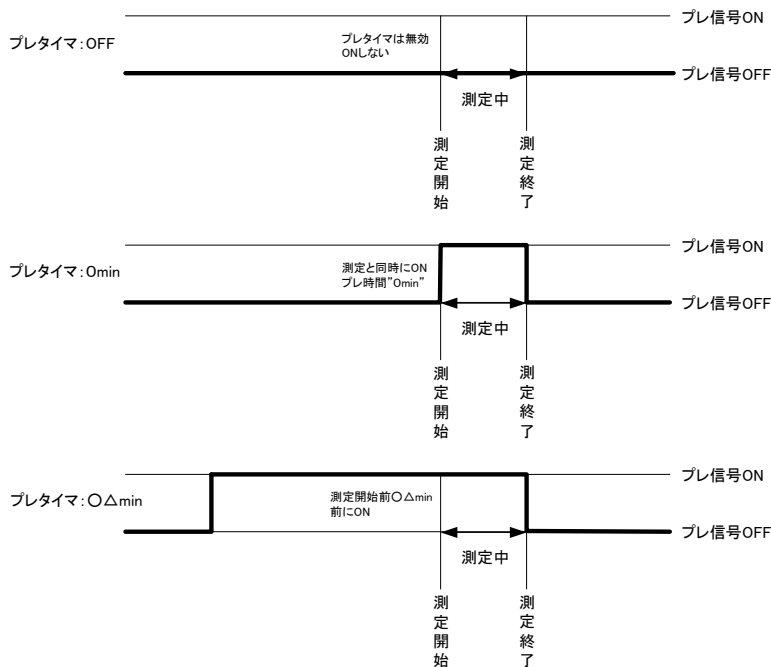 プレ信号ON
プレタイマ:OFF
プレタイマは無効
ONしない
プレ信号OFF
測定中
測定開始
測定終了
プレ信号ON
プレタイマ:0min
測定と同時にON
プレ時間”0min”
プレ信号OFF
測定中
測定開始
測定終了
プレ信号ON
プレタイマ:○△min
測定開始前○△min
前にON
プレ信号OFF
測定中
測定開始
測定終了